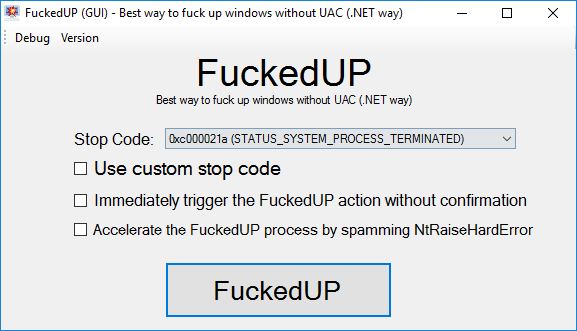 FuckedUP (GUI) - Best way to fuck up windows without UAC (.NET way)
Debug Version
FuckedUP
Best way to fuck up windows without UAC (.NET way)
Stop Code: 0xc000021a (STATUS_SYSTEM_PROCESS_TERMINATED)
Use custom stop code
Immediately trigger the FuckedUP action without confirmation
Accelerate the FuckedUP process by spamming NtRaiseHardError
FuckedUP